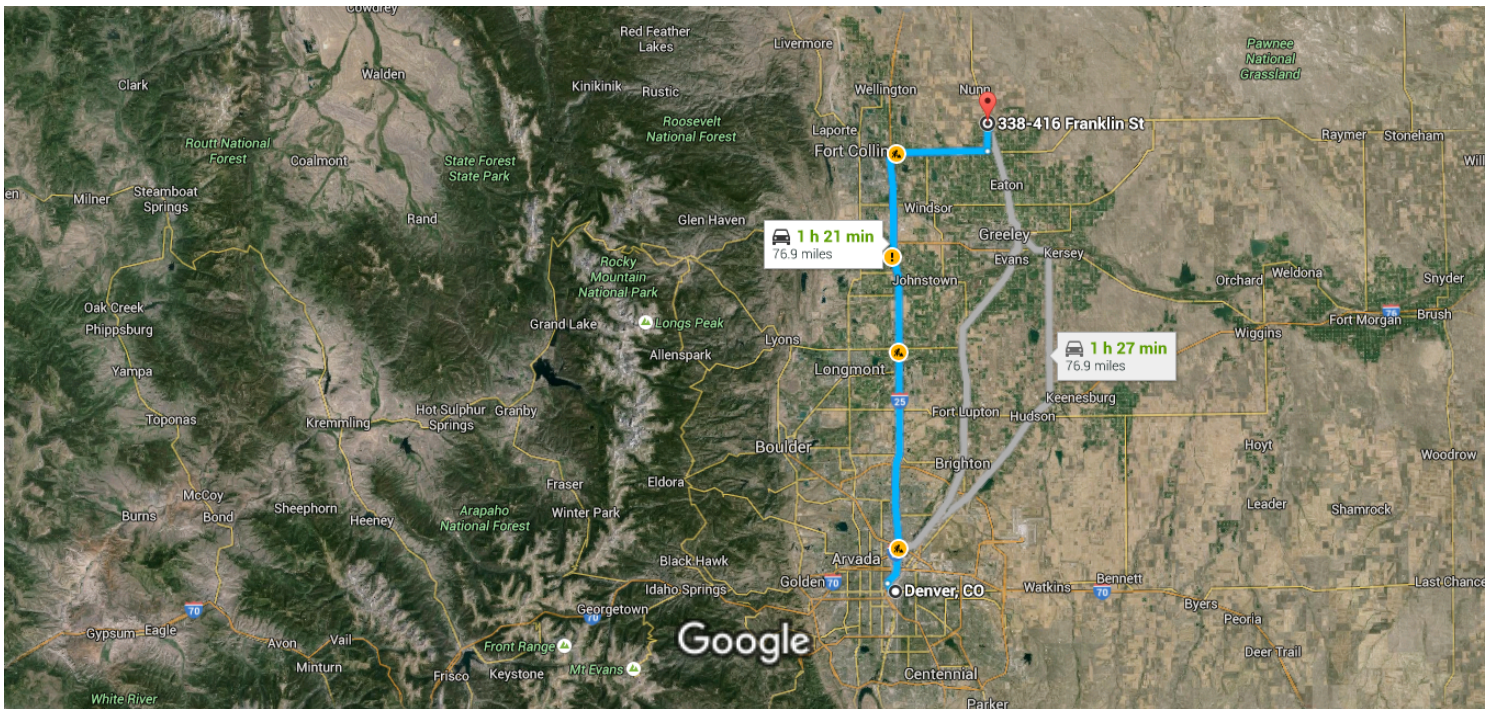 Cowdrey
Red Feather
Lakes
Livermore
Pawnee
National
Grassland
Walden
Clark
Kinikinik
Rustic
Wellington
Nunn
Roosevelt
National Forest
Laporte
338-416 Franklin St
Raymer
Stoneham
Routt National
Forest
Coalmont
State Forest
State Park
Fort Collin
Milner
Steamboat
Springs
Rand
Eaton
Glen Haven
Windsor
1 h 21 min
76.9 miles
Greeley
Evans
Kersey
Rocky
Mountain
National Park
Johnstown
Orchard
Weldona
Snyder
Oak Creek
Phippsburg
Grand Lake
Longs Peak
Lyons
76
Fort Morgan
Brush
Wiggins
Allenspark
1 h 27 min
76.9 miles
Yampa
Longmont
25
Keenesburg
Toponas
Kremmling
Hot Sulphur
Springs
Granby
Fort Lupton
Hudson
Boulder
Hoyt
Woodrow
Brighton
Eldora
Fraser
McCoy
Bond
Burns
Sheephorn
Heeney
Arapaho
National Forest
Winter Park
Leader
Shamrock
Black Hawk
Arvada
Golden
70
Idaho Springs
Denver, CO
Watkins
Bennett
70
Last Chance
Georgetown
70
70
Byers
Peoria
Gypsum
Eagle
Avon
Vail
Minturn
Front Range
Google
Mt Evans
Keystone
Frisco
Deer Trail
Centennial
White River
Parker